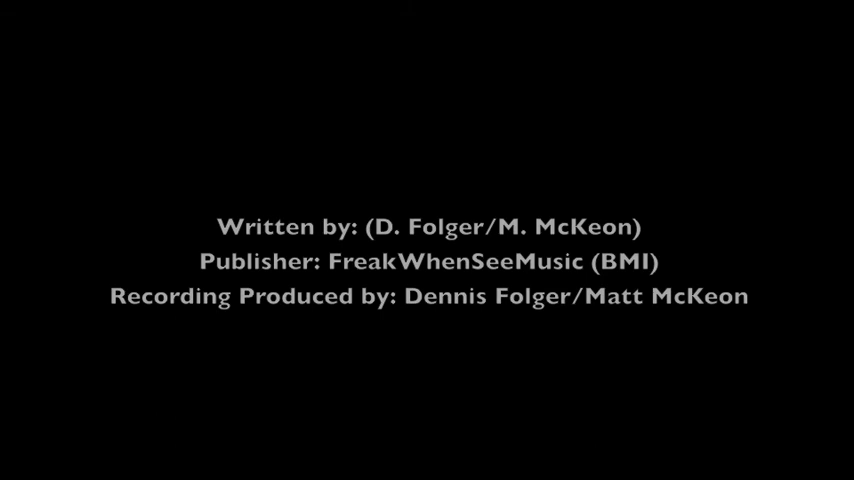 Written by: (D. Folger/M. McKeon)
Publisher: FreakWhenSeeMusic (BMI)
Recording Produced by: Dennis Folger/Matt McKeon